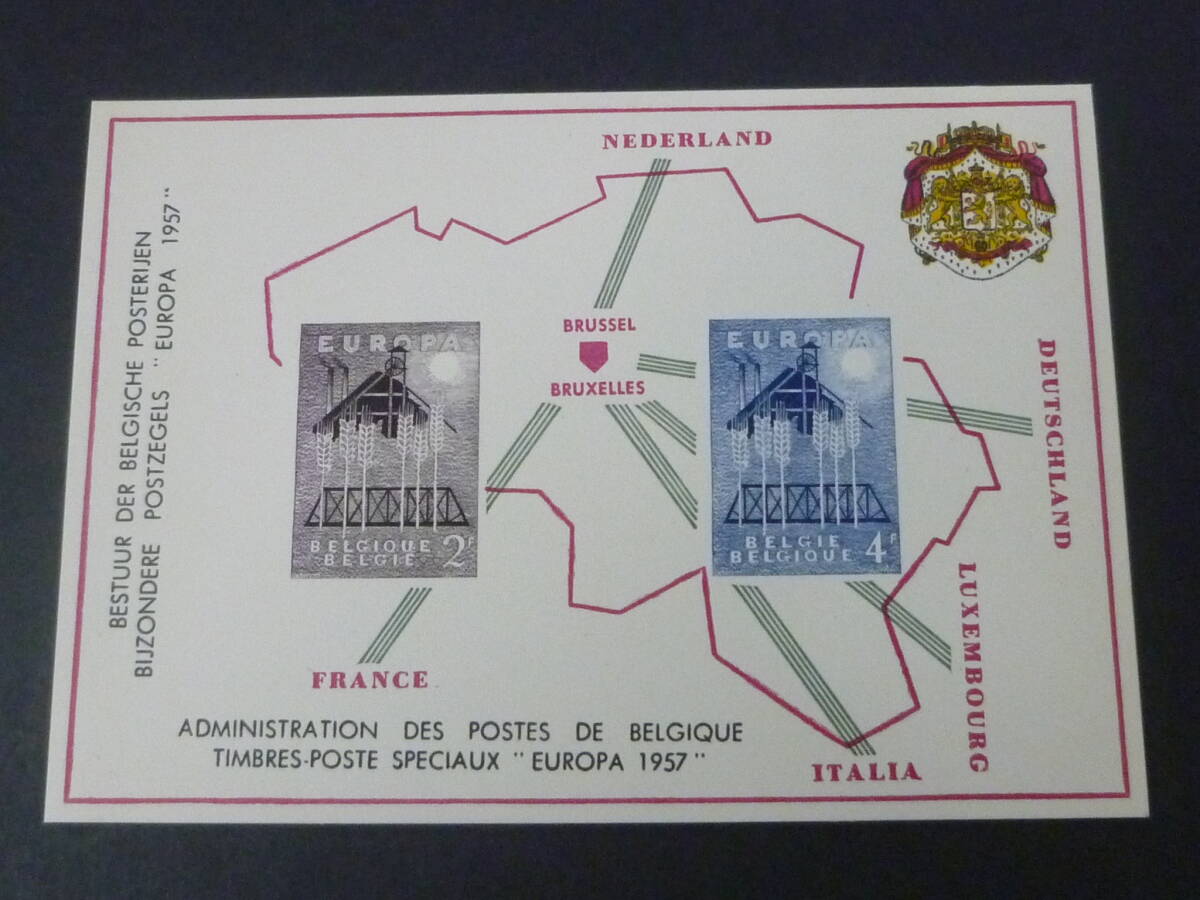 NEDERLAND
BESTUUR DER BELGISCHE POSTERIJEN
BIJZONDERE POSTZEGELS " EUROPA 1957 "
BRUSSEL
BRUXELLES
EUROPA
BELGIQUE
BELGIË
2F
EUROPA
BELGIE
BELGIQUE
4F
DEUTSCHLAND
LUXEMBOURG
FRANCE
ITALIA
ADMINISTRATION DES POSTES DE BELGIQUE
TIMBRES-POSTE SPECIAUX " EUROPA 1957 "